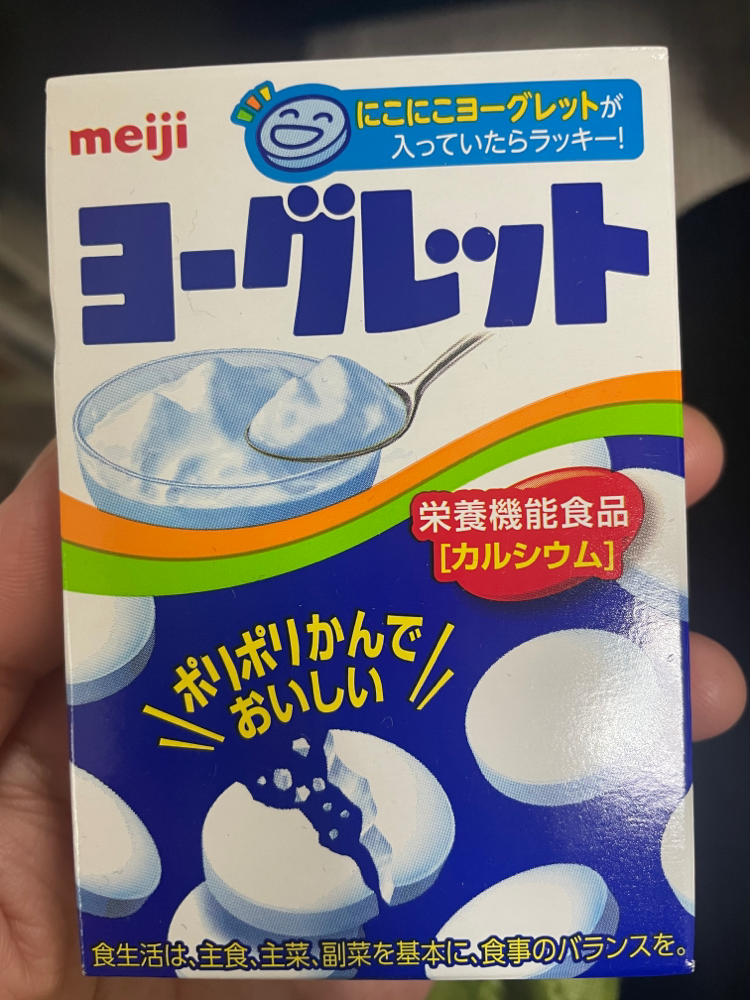 meiji
にこにこヨーグレットが
入っていたらラッキー!
ヨーグレット
栄養機能食品
[カルシウム]
ポリポリかんで
おいしい
食生活は、主食、主菜、副菜を基本に、食事のバランスを。